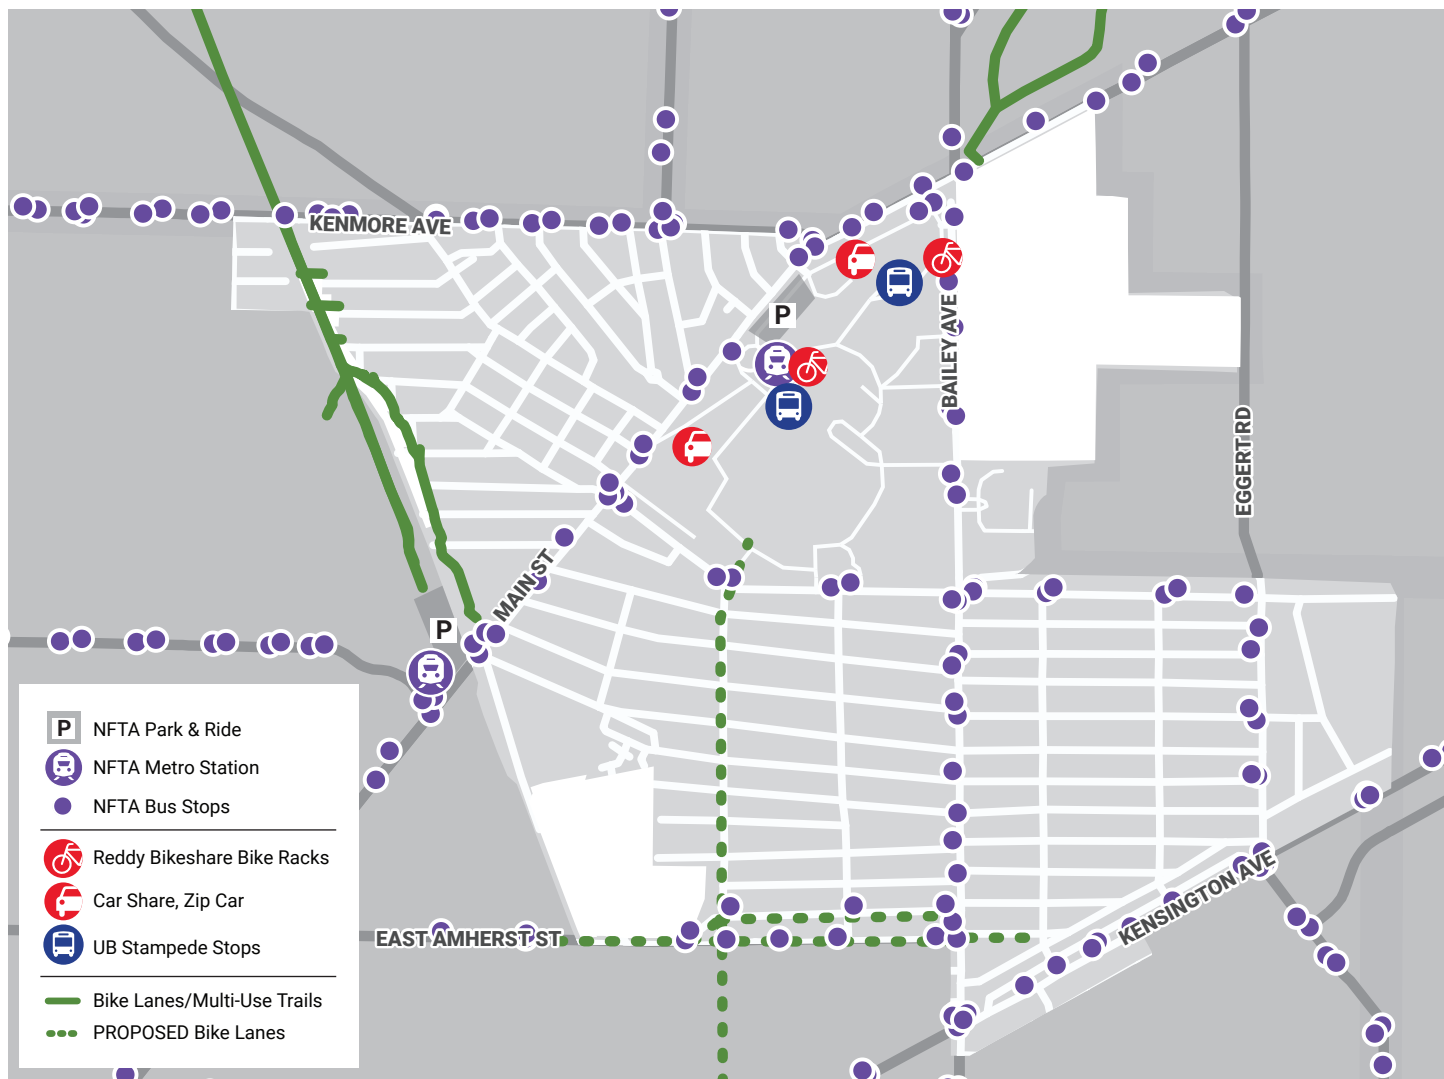 KENMORE AVE
P
BAILEY AVE
EGGERT RD
MAIN ST
P
EAST AMHERST ST
KENSINGTON AVE
P NFTA Park & Ride
NFTA Metro Station
NFTA Bus Stops
Reddy Bikeshare Bike Racks
Car Share, Zip Car
UB Stampede Stops
Bike Lanes/Multi-Use Trails
PROPOSED Bike Lanes